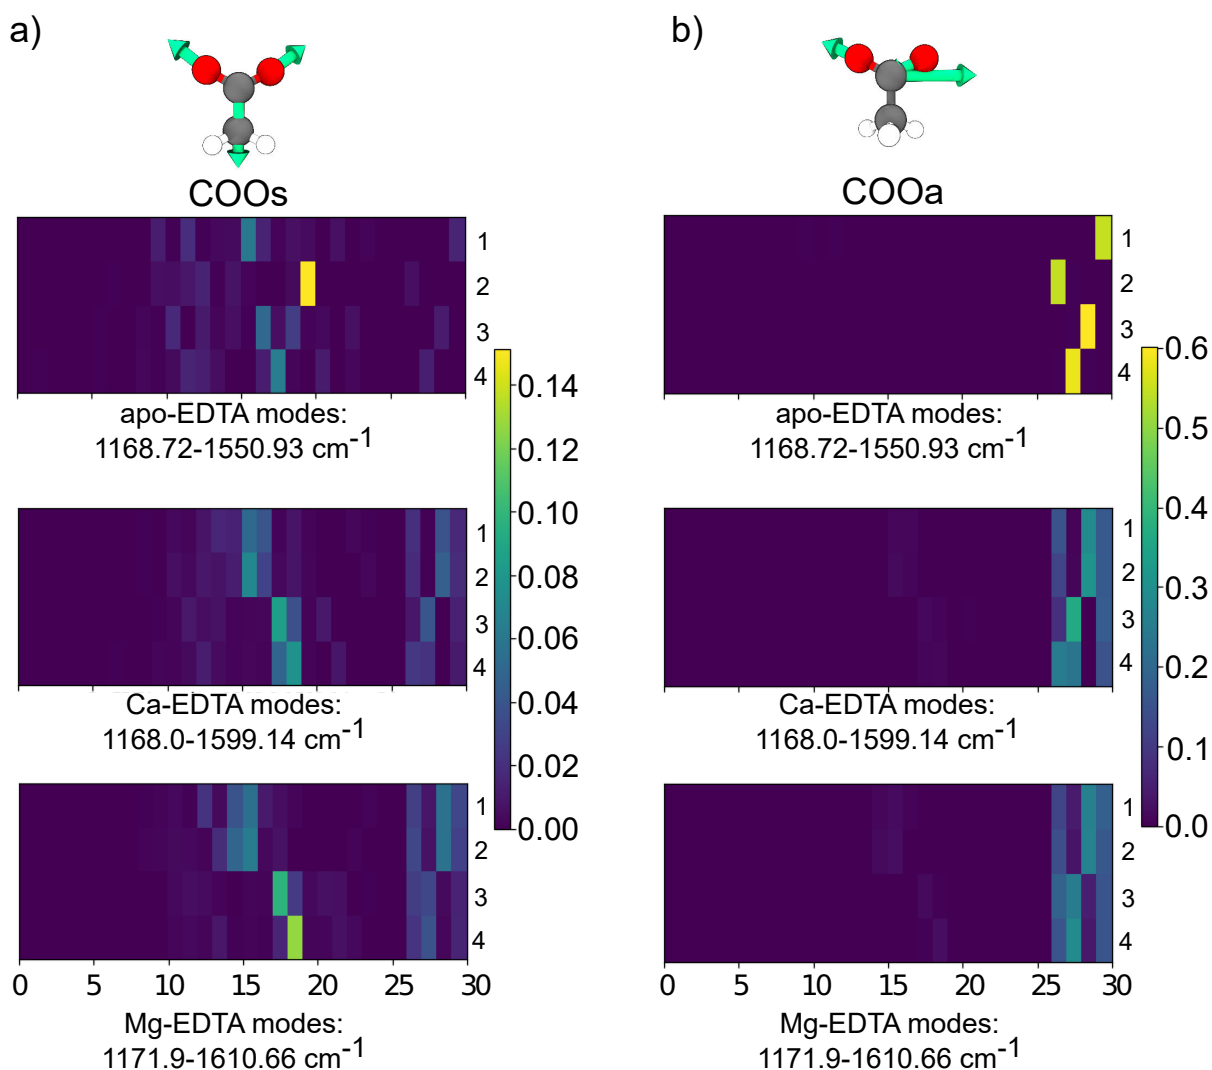 a)
COOs
1
2
3
4
apo-EDTA modes:
1168.72-1550.93 cm-1
1
2
3
4
Ca-EDTA modes:
1168.0-1599.14 cm-1
1
2
3
4
0 5 10 15 20 25 30
Mg-EDTA modes:
1171.9-1610.66 cm-1
0.14
0.12
0.10
0.08
0.06
0.04
0.02
0.00
b)
COOa
1
2
3
4
apo-EDTA modes:
1168.72-1550.93 cm-1
1
2
3
4
Ca-EDTA modes:
1168.0-1599.14 cm-1
1
2
3
4
0 5 10 15 20 25 30
Mg-EDTA modes:
1171.9-1610.66 cm-1
0.6
0.5
0.4
0.3
0.2
0.1
0.0